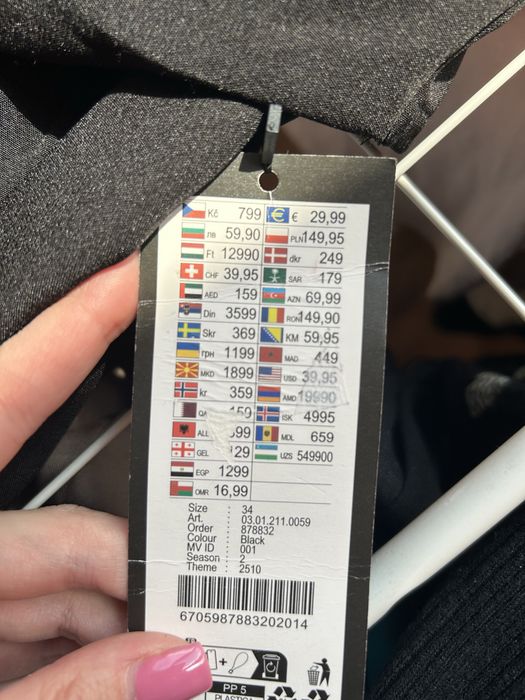 Kč 799 € 29,99
лв 59,90 PLN 149,95
Ft 12990 dkr 249
CHF 39,95 SAR 179
AED 159 AZN 69,99
Din 3599 RON 149,90
Skr 369 KM 59,95
грн 1199 MAD 449
MKD 1899 USD 39,95
kr 359 AMD 19990
ISK 4995
ALL MDL 659
GEL UZS 549900
EGP 1299
OMR 16,99
Size : 34
Art. : 03.01.211.0059
Order : 878832
Colour : Black
MV ID : 001
Season : 2
Theme : 2510
6705987883202014
PP 5